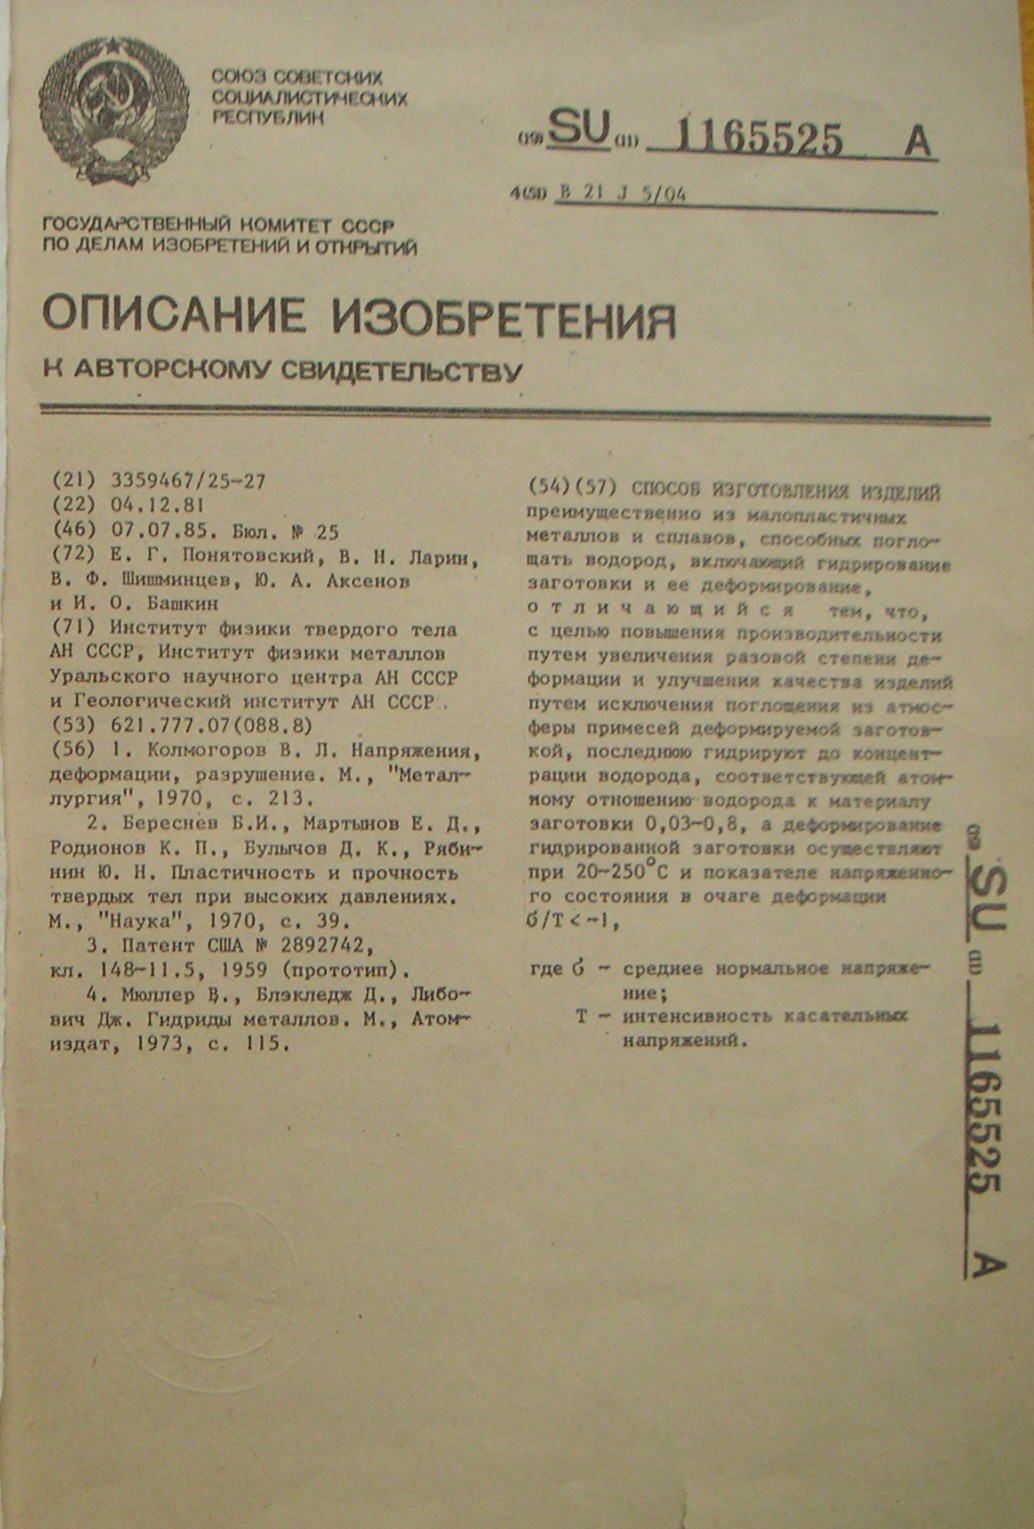 СОЮЗ СОВЕТСКИХ
СОЦИАЛИСТИЧЕСКИХ
РЕСПУБЛИК
(19) SU (11) 1165525 A
4(51) B 21 J 5/04
ГОСУДАРСТВЕННЫЙ КОМИТЕТ СССР
ПО ДЕЛАМ ИЗОБРЕТЕНИЙ И ОТКРЫТИЙ
ОПИСАНИЕ ИЗОБРЕТЕНИЯ
К АВТОРСКОМУ СВИДЕТЕЛЬСТВУ
(21) 3359467/25-27
(22) 04.12.81
(46) 07.07.85. Бюл. № 25
(72) Е. Г. Понятовский, В. Н. Ларин,
В. Ф. Шишминцев, Ю. А. Аксенов
и И. О. Башкин
(71) Институт физики твердого тела
АН СССР, Институт физики металлов
Уральского научного центра АН СССР
и Геологический институт АН СССР.
(53) 621.777.07(088.8)
(56) 1. Колмогоров В. Л. Напряжения,
деформации, разрушение. М., "Метал-
лургия", 1970, с. 213.
2. Береснев Б.И., Мартынов Е. Д.,
Родионов К. П., Булычов Д. К., Ряби-
нин Ю. Н. Пластичность и прочность
твердых тел при высоких давлениях.
М., "Наука", 1970, с. 39.
3. Патент США № 2892742,
кл. 148-11.5, 1959 (прототип).
4. Мюллер В., Блэкледж Д., Либо-
вич Дж. Гидриды металлов. М., Атом-
издат, 1973, с. 115.
(54)(57) СПОСОБ ИЗГОТОВЛЕНИЯ ИЗДЕЛИЙ
преимущественно из малопластичных
металлов и сплавов, способных погло-
щать водород, включающий гидрирование
заготовки и ее деформирование,
о т л и ч а ю щ и й с я тем, что,
с целью повышения производительности
путем увеличения разовой степени де-
формации и улучшения качества изделий
путем исключения поглощения из атмос-
феры примесей деформируемой заготов-
кой, последнюю гидрируют до концент-
рации водорода, соответствующей атом-
ному отношению водорода к материалу
заготовки 0,03-0,8, а деформирование
гидрированной заготовки осуществляют
при 20-250°С и показателе напряженно-
го состояния в очаге деформации
б/Т < -1,
где б - среднее нормальное напряже-
ние;
Т - интенсивность касательных
напряжений.
(19) SU (11) 1165525 A